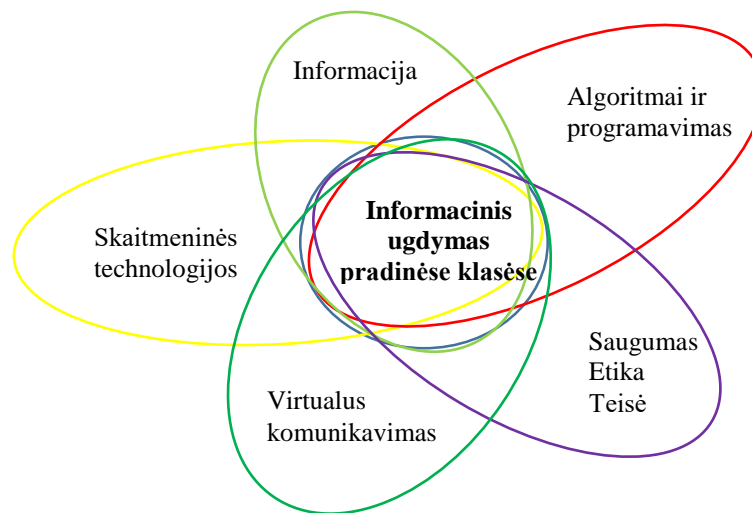 Informacija
Algoritmai ir
programavimas
Informacinis
ugdymas
pradinėse klasėse
Skaitmeninės
technologijos
Saugumas
Etika
Teisė
Virtualus
komunikavimas